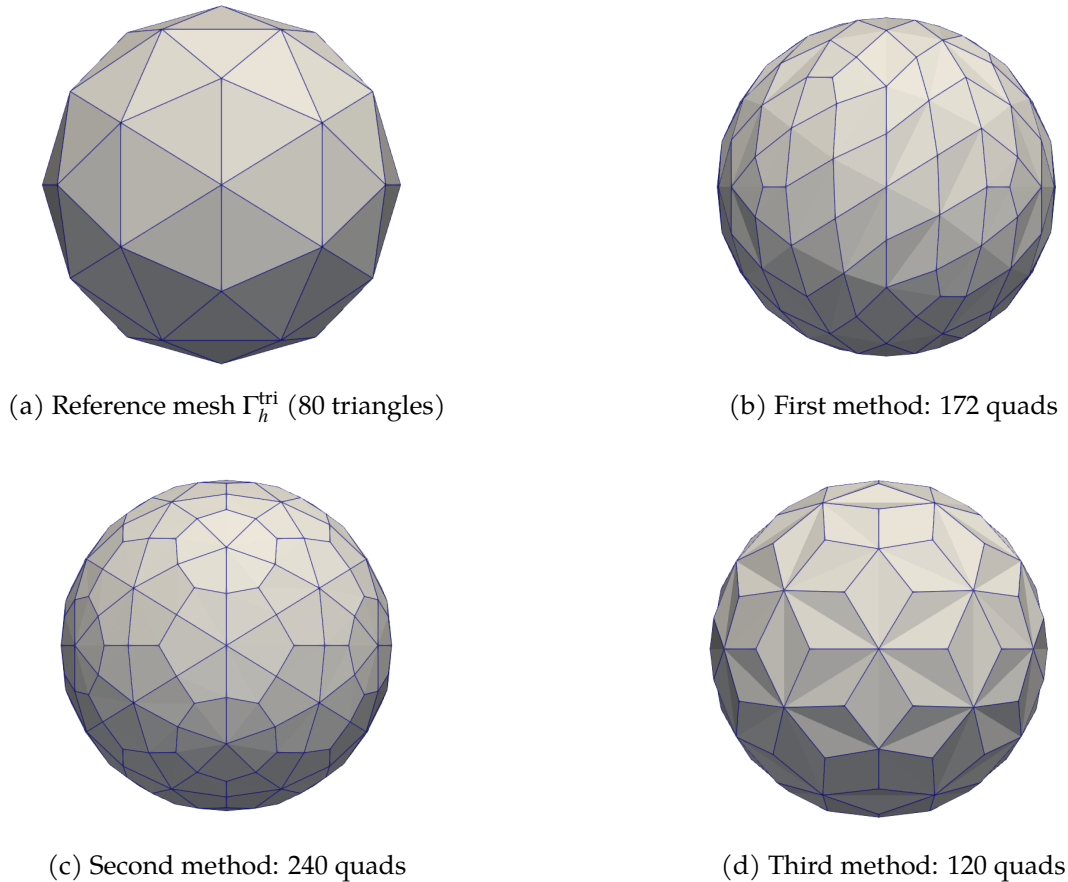 (a) Reference mesh Γ_h^tri (80 triangles)
(b) First method: 172 quads
(c) Second method: 240 quads
(d) Third method: 120 quads